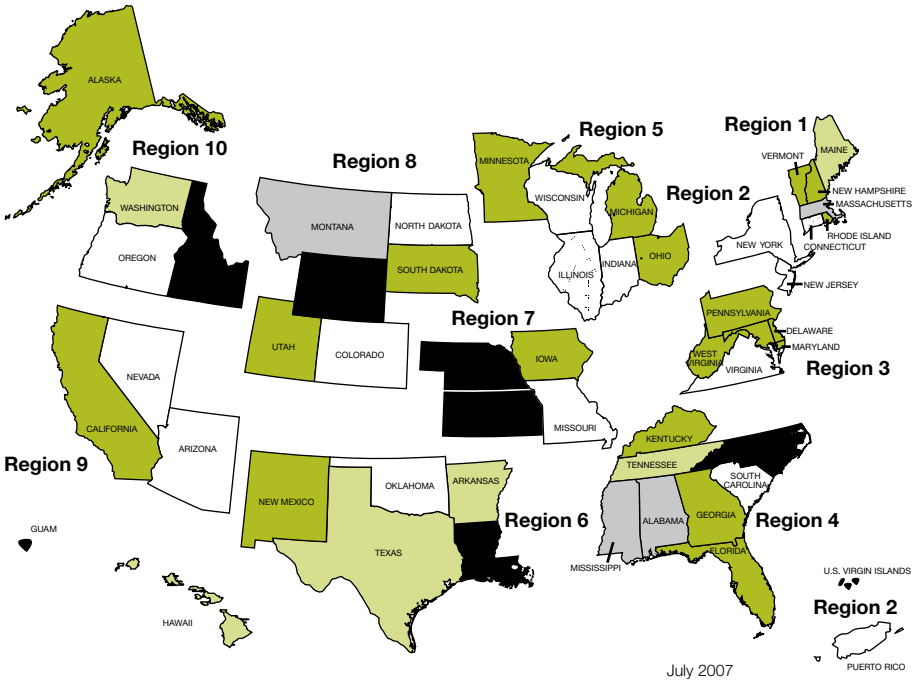 ALASKA
Region 10
WASHINGTON
OREGON
Region 8
MONTANA
NORTH DAKOTA
SOUTH DAKOTA
UTAH
COLORADO
Region 5
MINNESOTA
WISCONSIN
MICHIGAN
ILLINOIS
INDIANA
OHIO
Region 1
MAINE
VERMONT
NEW HAMPSHIRE
MASSACHUSETTS
RHODE ISLAND
CONNECTICUT
Region 2
NEW YORK
NEW JERSEY
PENNSYLVANIA
DELAWARE
MARYLAND
WEST
VIRGINIA
VIRGINIA
Region 3
Region 7
IOWA
MISSOURI
NEVADA
CALIFORNIA
ARIZONA
Region 9
GUAM
HAWAII
NEW MEXICO
OKLAHOMA
ARKANSAS
TEXAS
Region 6
KENTUCKY
TENNESSEE
SOUTH
CAROLINA
MISSISSIPPI
ALABAMA
GEORGIA
FLORIDA
Region 4
U.S. VIRGIN ISLANDS
Region 2
PUERTO RICO
July 2007